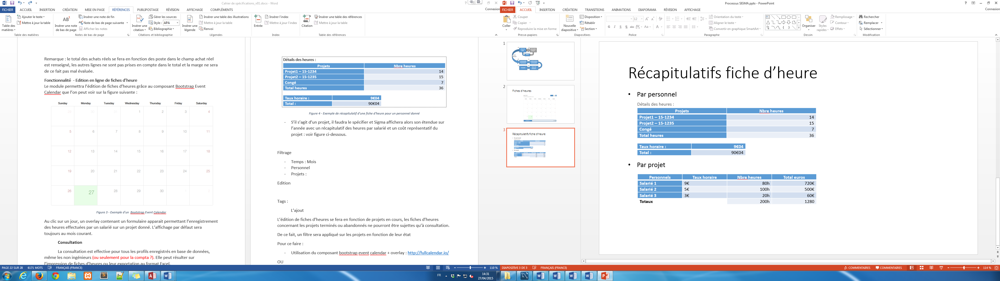 Cahier de spécifications_v01.docx - Word
Connexion
FICHIER ACCUEIL INSERTION CRÉATION MISE EN PAGE RÉFÉRENCES PUBLIPOSTAGE RÉVISION AFFICHAGE COMPLÉMENTS
Table des matières
Ajouter le texte
Mettre à jour la table
Table des matières
AB¹
Insérer une note de bas de page
Insérer une note de fin
Note de bas de page suivante
Afficher les notes
Notes de bas de page
Insérer une citation
Gérer les sources
Style : APA
Bibliographie
Citations et bibliographie
Insérer une légende
Insérer une table des illustrations
Mettre à jour la table
Renvoi
Légendes
Entrée
Insérer l'index
Mettre à jour l'index
Index
Citation
Insérer une table des références
Mettre à jour la table
Table des références
Remarque : le total des achats réels se fera en fonction des poste dans le champ achat réel
est renseigné, les autres lignes ne sont pas prises en compte dans le total et la marge ne sera
de ce fait pas mal évaluée.
Fonctionnalité - Edition en ligne de fiches d'heure
Le module permettra l'édition de fiches d'heures grâce au composant Bootstrap Event
Calendar que l'on peut voir sur la figure suivante :
Sunday Monday Tuesday Wednesday Thursday Friday Saturday
29 30 31 1 2 3 4
5 6 7 8 9 10 11
12 13 14 15 16 17 18
19 20 21 22 23 24 25
26 27 28 29 30 1 2
Figure 3 - Exemple d'un Bootstrap Event Calendar
Au clic sur un jour, un overlay contenant un formulaire apparait permettant l'enregistrement
des heures effectuées par un salarié sur un projet donné. L'affichage par défaut sera
toujours au mois courant.
Consultation
La consultation est effective pour tous les profils enregistrés en base de données,
même les non ingénieurs (ou seulement pour la compta ?). Elle peut résulter sur
l'impression de fiches d'heures ou leur exportation au format Excel.
Détails des heures :
Projets Nbre heures
Projet1 – 15-1234 14
Projet2 – 15-1235 15
Congé 7
Total heures 36
Taux horaire : 9€04
Total : 90€04
Figure 4 - Exemple de récapitulatif d'une fiche d'heure pour un personnel donné
- S'il s'agit d'un projet, il faudra le spécifier et Sigma affichera alors son étendue sur
l'année avec un récapitulatif des heures par salarié et un coût représentatif du
projet : voir figure ci-dessous.
Filtrage
- Temps : Mois
- Personnel
- Projets :
Edition
Tags :
L'ajout
L'édition de fiches d'heures se fera en fonction de projets en cours, les fiches d'heures
concernant les projets terminés ou abandonnés ne pourront être sujettes qu'à consultation.
De ce fait, un filtre sera appliqué sur les projets en fonction de leur état
Pour ce faire :
- Utilisation du composant bootstrap event calendar + overlay : http://fullcalendar.io/
OU
PAGE 22 SUR 28 6171 MOTS FRANÇAIS (FRANCE) 110 %
Processus SIGMA.pptx - PowerPoint
Connexion
FICHIER ACCUEIL INSERTION CRÉATION TRANSITIONS ANIMATIONS DIAPORAMA RÉVISION AFFICHAGE
Coller
Couper
Copier
Reproduire la mise en forme
Presse-papiers
Nouvelle diapositive
Disposition
Rétablir
Section
Diapositives
12
G I S S abc AV Aa A
Police
Orientation du texte
Aligner le texte
Convertir en graphique SmartArt
Paragraphe
Organiser
Styles rapides
Remplissage
Contour
Effets
Dessin
Rechercher
Remplacer
Sélectionner
Modification
1
2
Fiches d'heures
3
Récapitulatifs fiche d'heure
Récapitulatifs fiche d'heure
• Par personnel
Détails des heures :
Projets Nbre heures
Projet1 – 15-1234 14
Projet2 – 15-1235 15
Congé 7
Total heures 36
Taux horaire : 9€04
Total : 90€04
• Par projet
Personnels Taux horaire Nbre heures Total euros
Salarié 1 9€ 80h 720€
Salarié 2 5€ 100h 500€
Salarié 3 3€ 20h 60€
Totaux 200h 1280
DIAPOSITIVE 3 DE 3 FRANÇAIS (FRANCE) COMMENTAIRES COMMENTAIRES 114 %
FR 14:31
27/04/2015